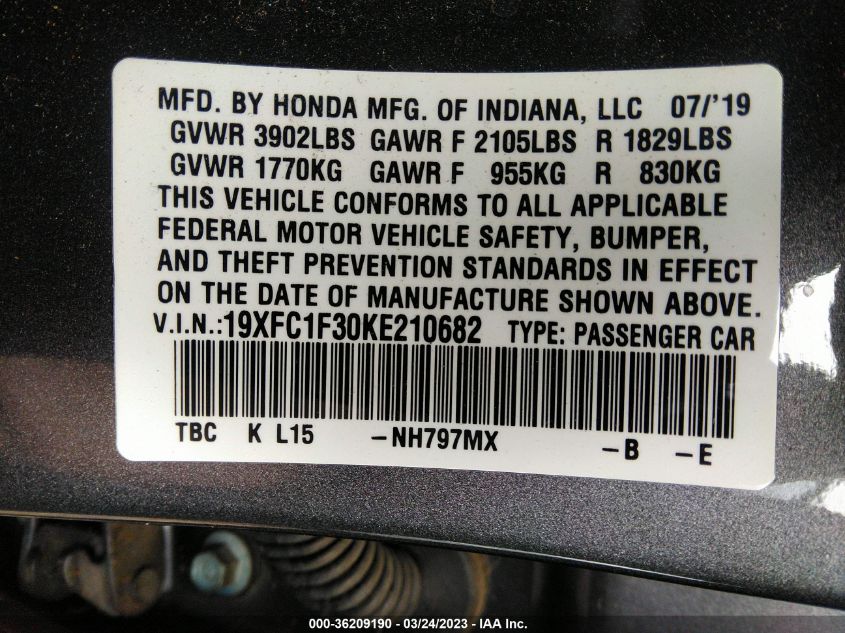 MFD. BY HONDA MFG. OF INDIANA, LLC 07/'19
GVWR 3902LBS GAWR F 2105LBS R 1829LBS
GVWR 1770KG GAWR F 955KG R 830KG
THIS VEHICLE CONFORMS TO ALL APPLICABLE
FEDERAL MOTOR VEHICLE SAFETY, BUMPER,
AND THEFT PREVENTION STANDARDS IN EFFECT
ON THE DATE OF MANUFACTURE SHOWN ABOVE.
V.I.N.:19XFC1F30KE210682 TYPE: PASSENGER CAR
TBC K L15 -NH797MX -B -E
000-36209190 - 03/24/2023 - IAA Inc.